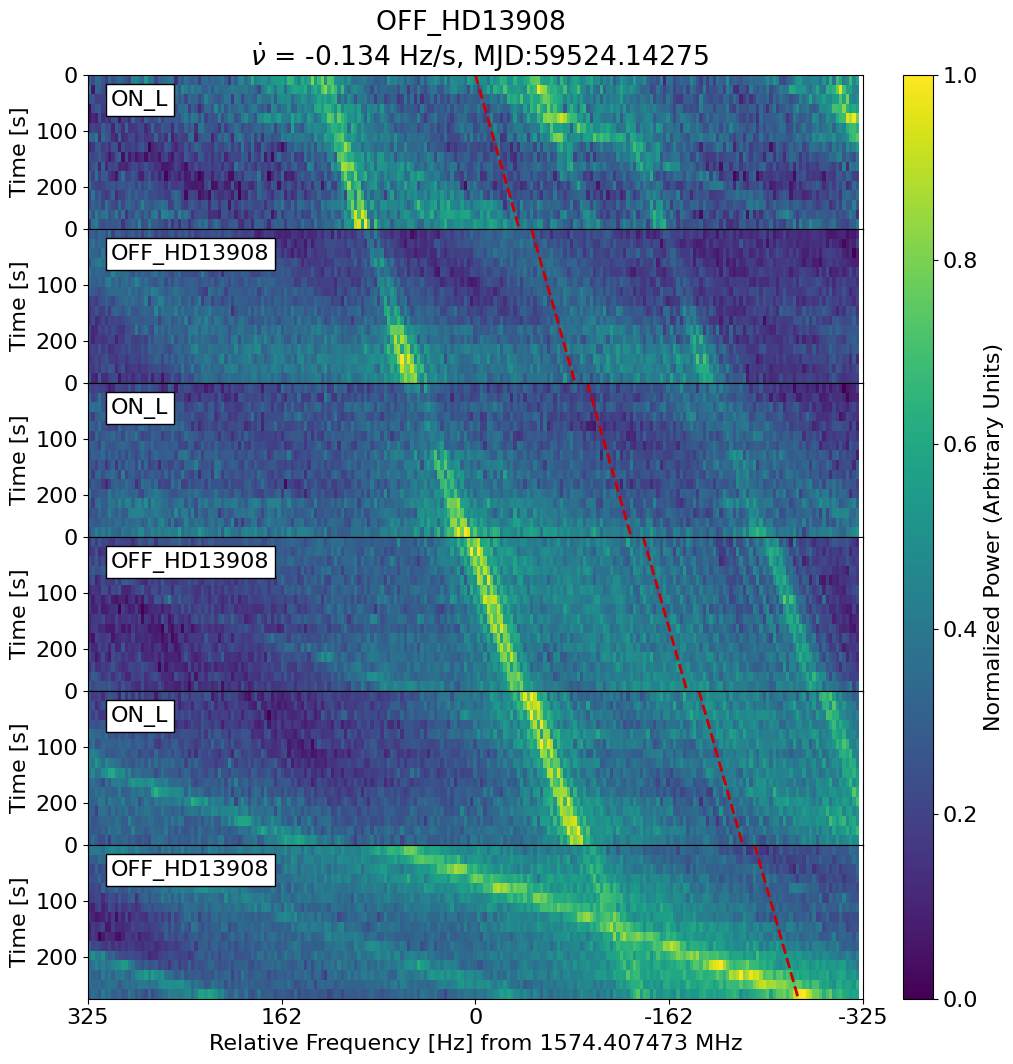 OFF_HD13908
ν̇ = -0.134 Hz/s, MJD:59524.14275
ON_L
OFF_HD13908
ON_L
OFF_HD13908
ON_L
OFF_HD13908
Time [s]
0
100
200
Time [s]
0
100
200
Time [s]
0
100
200
Time [s]
0
100
200
Time [s]
0
100
200
Time [s]
0
100
200
325
162
0
-162
-325
Relative Frequency [Hz] from 1574.407473 MHz
1.0
0.8
0.6
0.4
0.2
0.0
Normalized Power (Arbitrary Units)